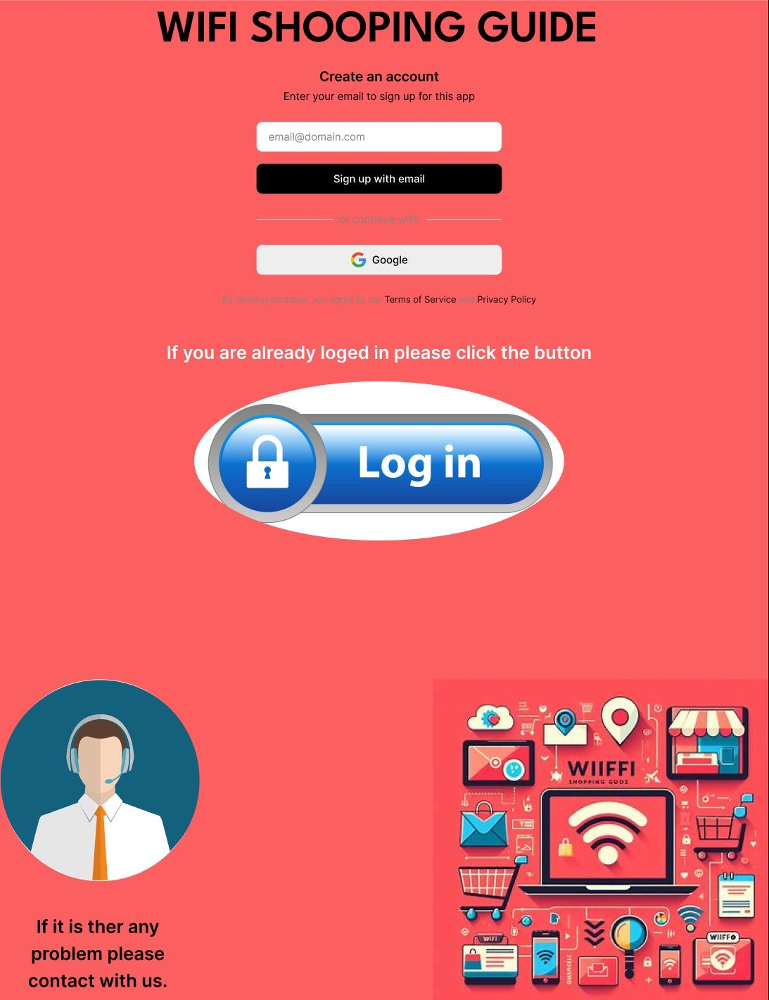 WIFI SHOOPING GUIDE
Create an account
Enter your email to sign up for this app
email@domain.com
Sign up with email
or continue with
Google
By clicking continue, you agree to our Terms of Service and Privacy Policy
If you are already loged in please click the button
Log in
WIIFFI
SHOPPING GUDE
WIFI
WIIFFO
If it is ther any
problem please
contact with us.